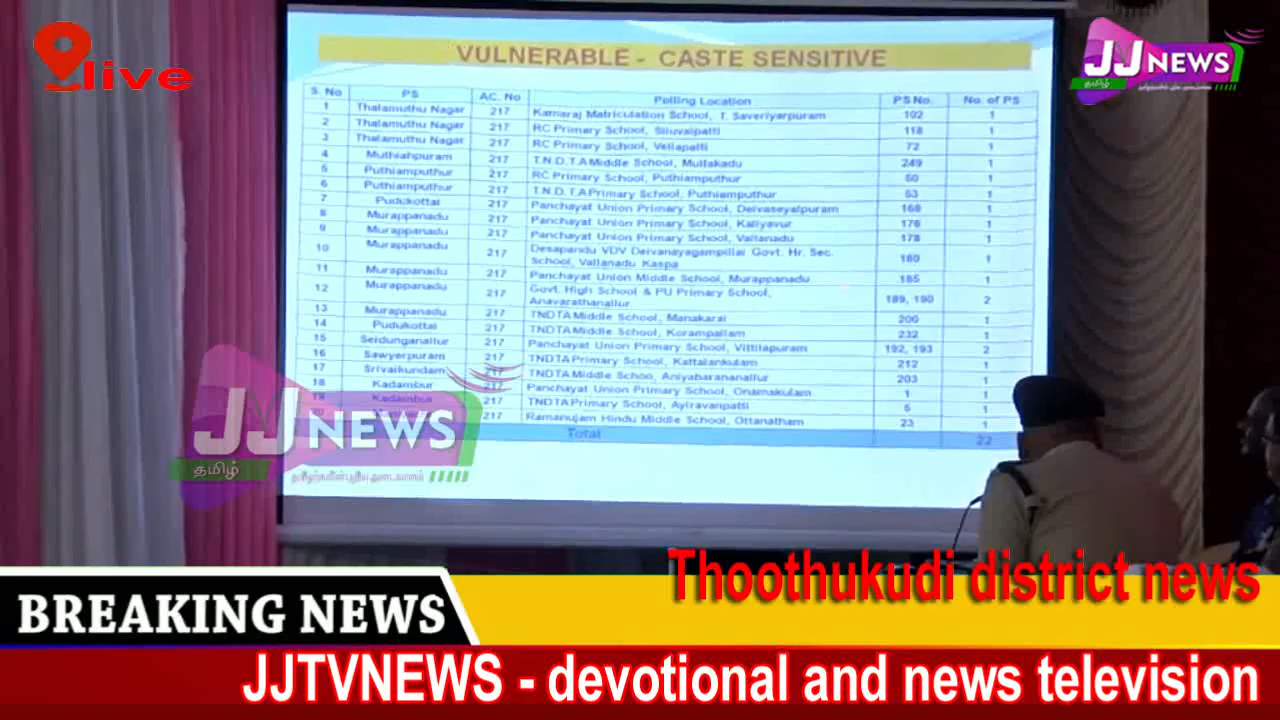 live
JJ NEWS
தமிழ்
VULNERABLE - CASTE SENSITIVE
S. No PS AC. No Polling Location PS No. No. of PS
1 Thalamuthu Nagar 217 Kamaraj Matriculation School, T. Saveriyarpuram 102 1
2 Thalamuthu Nagar 217 RC Primary School, Siluvaipatti 118 1
3 Thalamuthu Nagar 217 RC Primary School, Vellapatti 72 1
4 Muthiahpuram 217 T.N.D.T.A Middle School, Mullakadu 249 1
5 Puthiamputhur 217 RC Primary School, Puthiamputhur 50 1
6 Puthiamputhur 217 T.N.D.T.A Primary School, Puthiamputhur 53 1
7 Pudukottai 217 Panchayat Union Primary School, Deivaseyalpuram 168 1
8 Murappanadu 217 Panchayat Union Primary School, Kaliyavur 176 1
9 Murappanadu 217 Panchayat Union Primary School, Vallanadu 178 1
10 Murappanadu 217 Desapandu VDV Deivanayagampillai Govt. Hr. Sec. School, Vallanadu Kaspa 180 1
11 Murappanadu 217 Panchayat Union Middle School, Murappanadu 185 1
12 Murappanadu 217 Govt. High School & PU Primary School, Anavarathanallur 189, 190 2
13 Murappanadu 217 TNDTA Middle School, Manakarai 200 1
14 Pudukottai 217 TNDTA Middle School, Korampallam 232 1
15 Seidunganallur 217 Panchayat Union Primary School, Vittilapuram 192, 193 2
16 Sawyerpuram 217 TNDTA Primary School, Kattalankulam 212 1
17 Srivaikundam 217 TNDTA Middle Schoo, Aniyabarananallur 203 1
18 Kadambur 217 Panchayat Union Primary School, Onamakulam 1 1
19 Kadambur 217 TNDTA Primary School, Ayiravanpatti 5 1
217 Ramanujam Hindu Middle School, Ottanatham 23 1
Total 22
JJ NEWS
தமிழ்
Thoothukudi district news
BREAKING NEWS
JJTVNEWS - devotional and news television